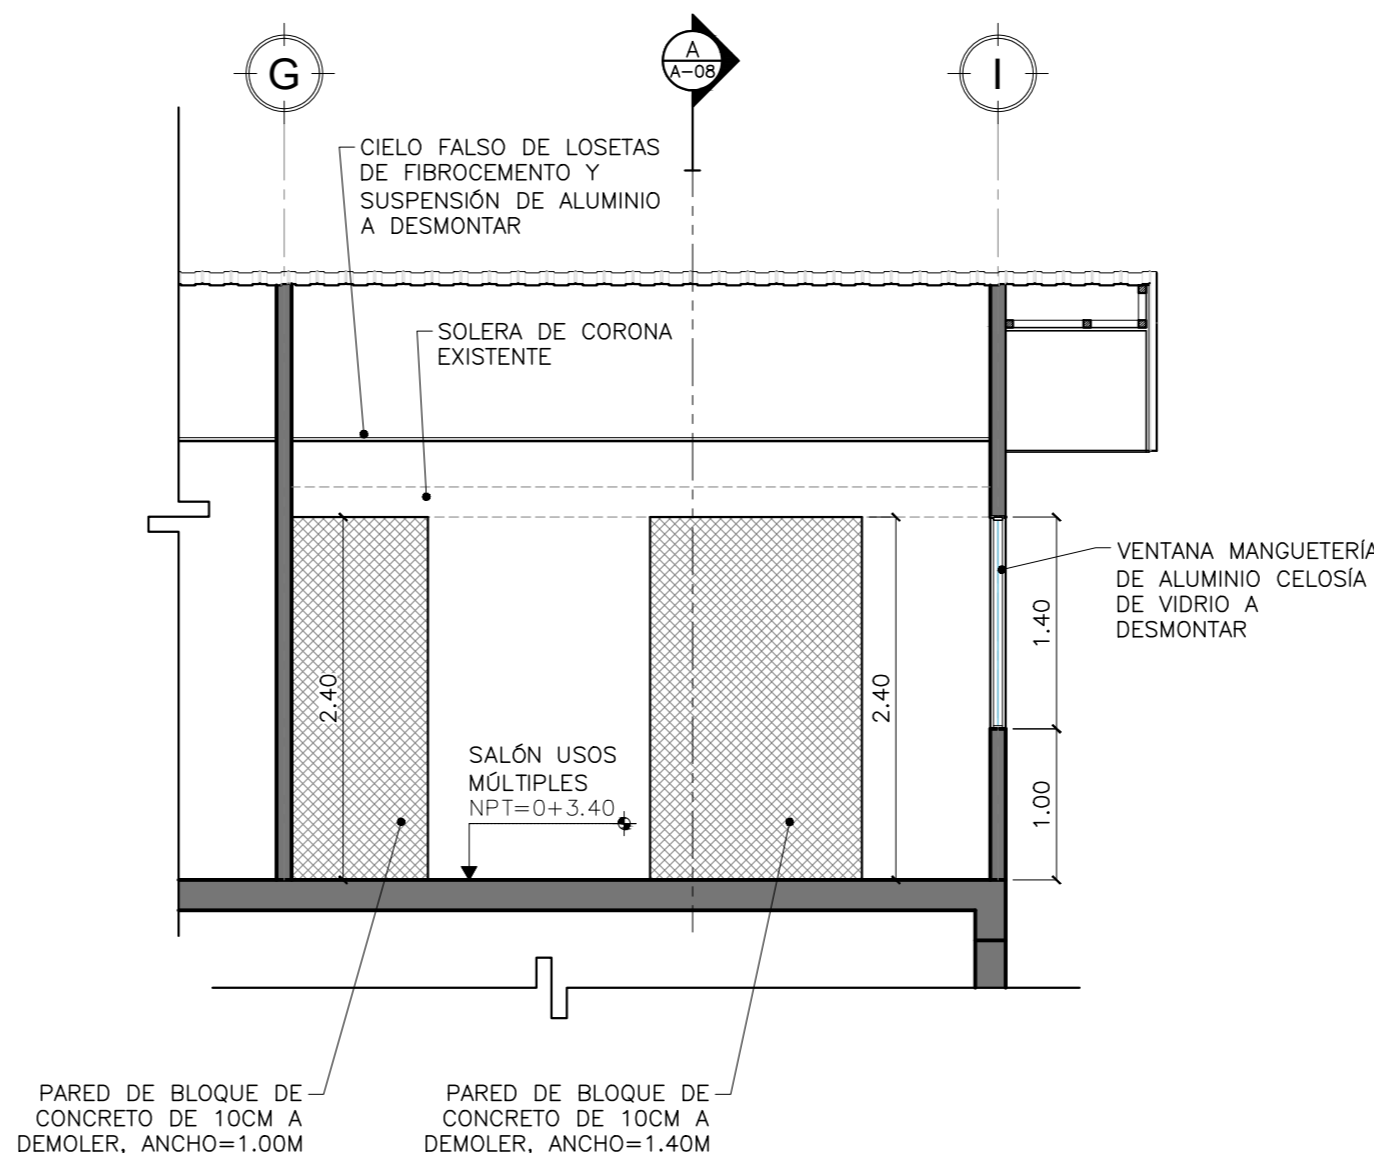 G
A
A-08
I
CIELO FALSO DE LOSETAS
DE FIBROCEMENTO Y
SUSPENSIÓN DE ALUMINIO
A DESMONTAR
SOLERA DE CORONA
EXISTENTE
VENTANA MANGUETERÍA
DE ALUMINIO CELOSÍA
DE VIDRIO A
DESMONTAR
2.40
2.40
1.40
1.00
SALÓN USOS
MÚLTIPLES
NPT=0+3.40
PARED DE BLOQUE DE
CONCRETO DE 10CM A
DEMOLER, ANCHO=1.00M
PARED DE BLOQUE DE
CONCRETO DE 10CM A
DEMOLER, ANCHO=1.40M